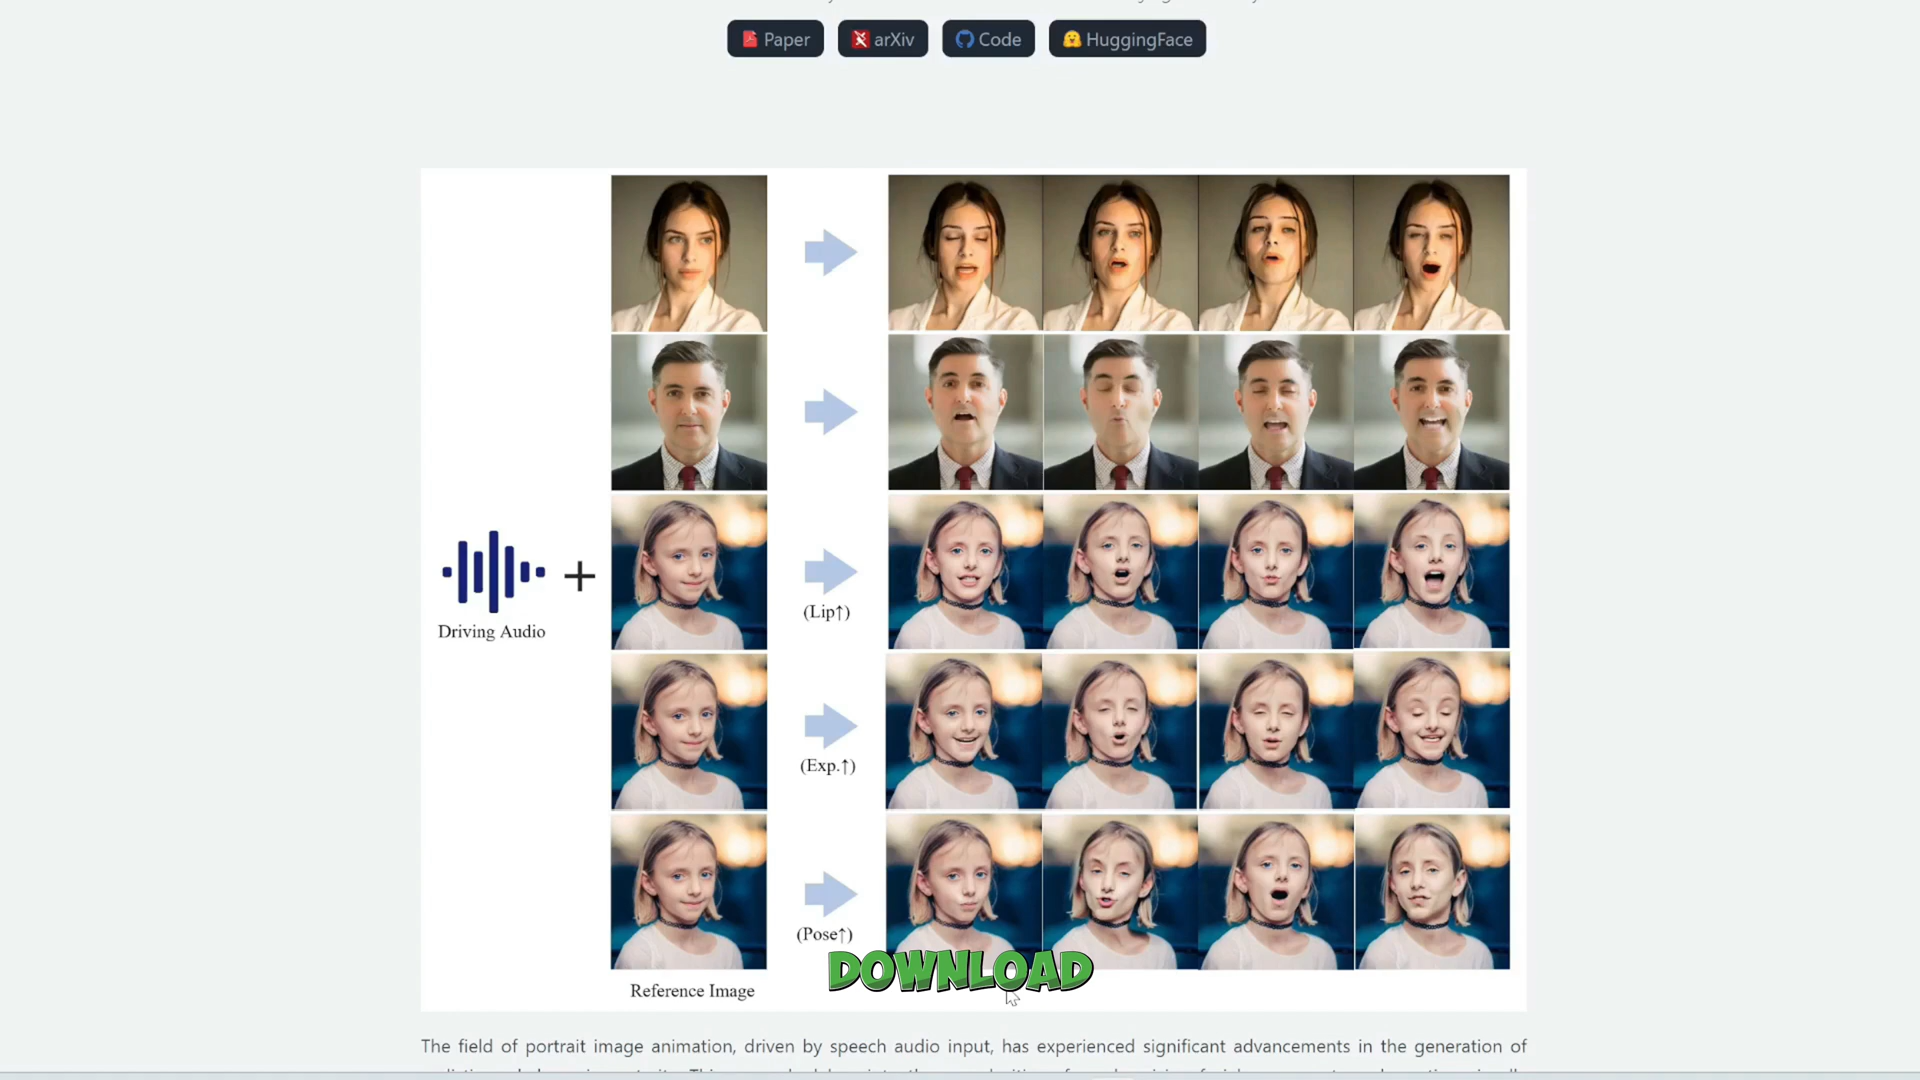 Paper arXiv Code HuggingFace
(Lip↑)
Driving Audio
(Exp.↑)
(Pose↑)
DOWNLOAD
Reference Image
The field of portrait image animation, driven by speech audio input, has experienced significant advancements in the generation of